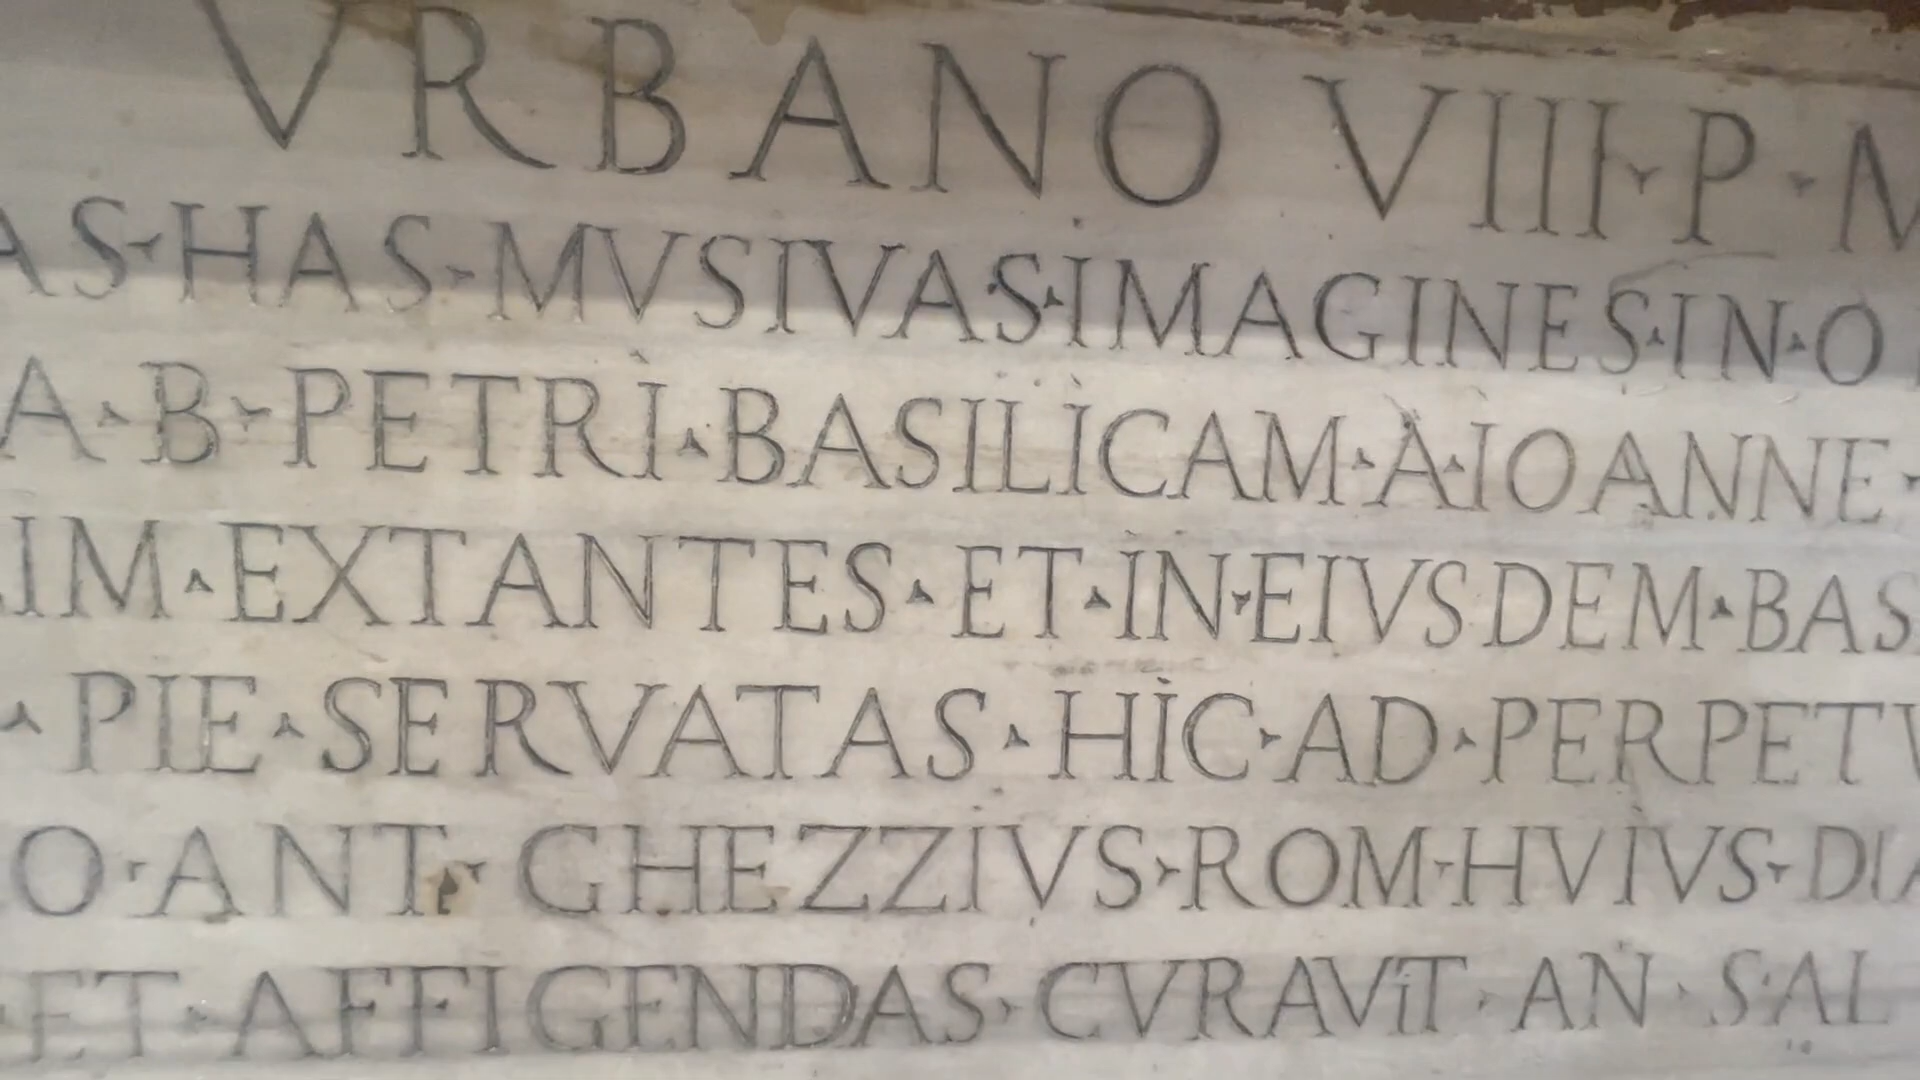 VRBANO VIII · P · M
AS · HAS · MVSIVAS · IMAGINES · IN · O
A · B · PETRI · BASILICAM · A · IOANNE ·
IM · EXTANTES · ET · IN · EIVSDEM · BAS
· PIE · SERVATAS · HIC · AD · PERPETV
O · ANT · GHEZZIVS · ROM · HVIVS · DIA
ET · AFFIGENDAS · CVRAVIT · AN · SAL